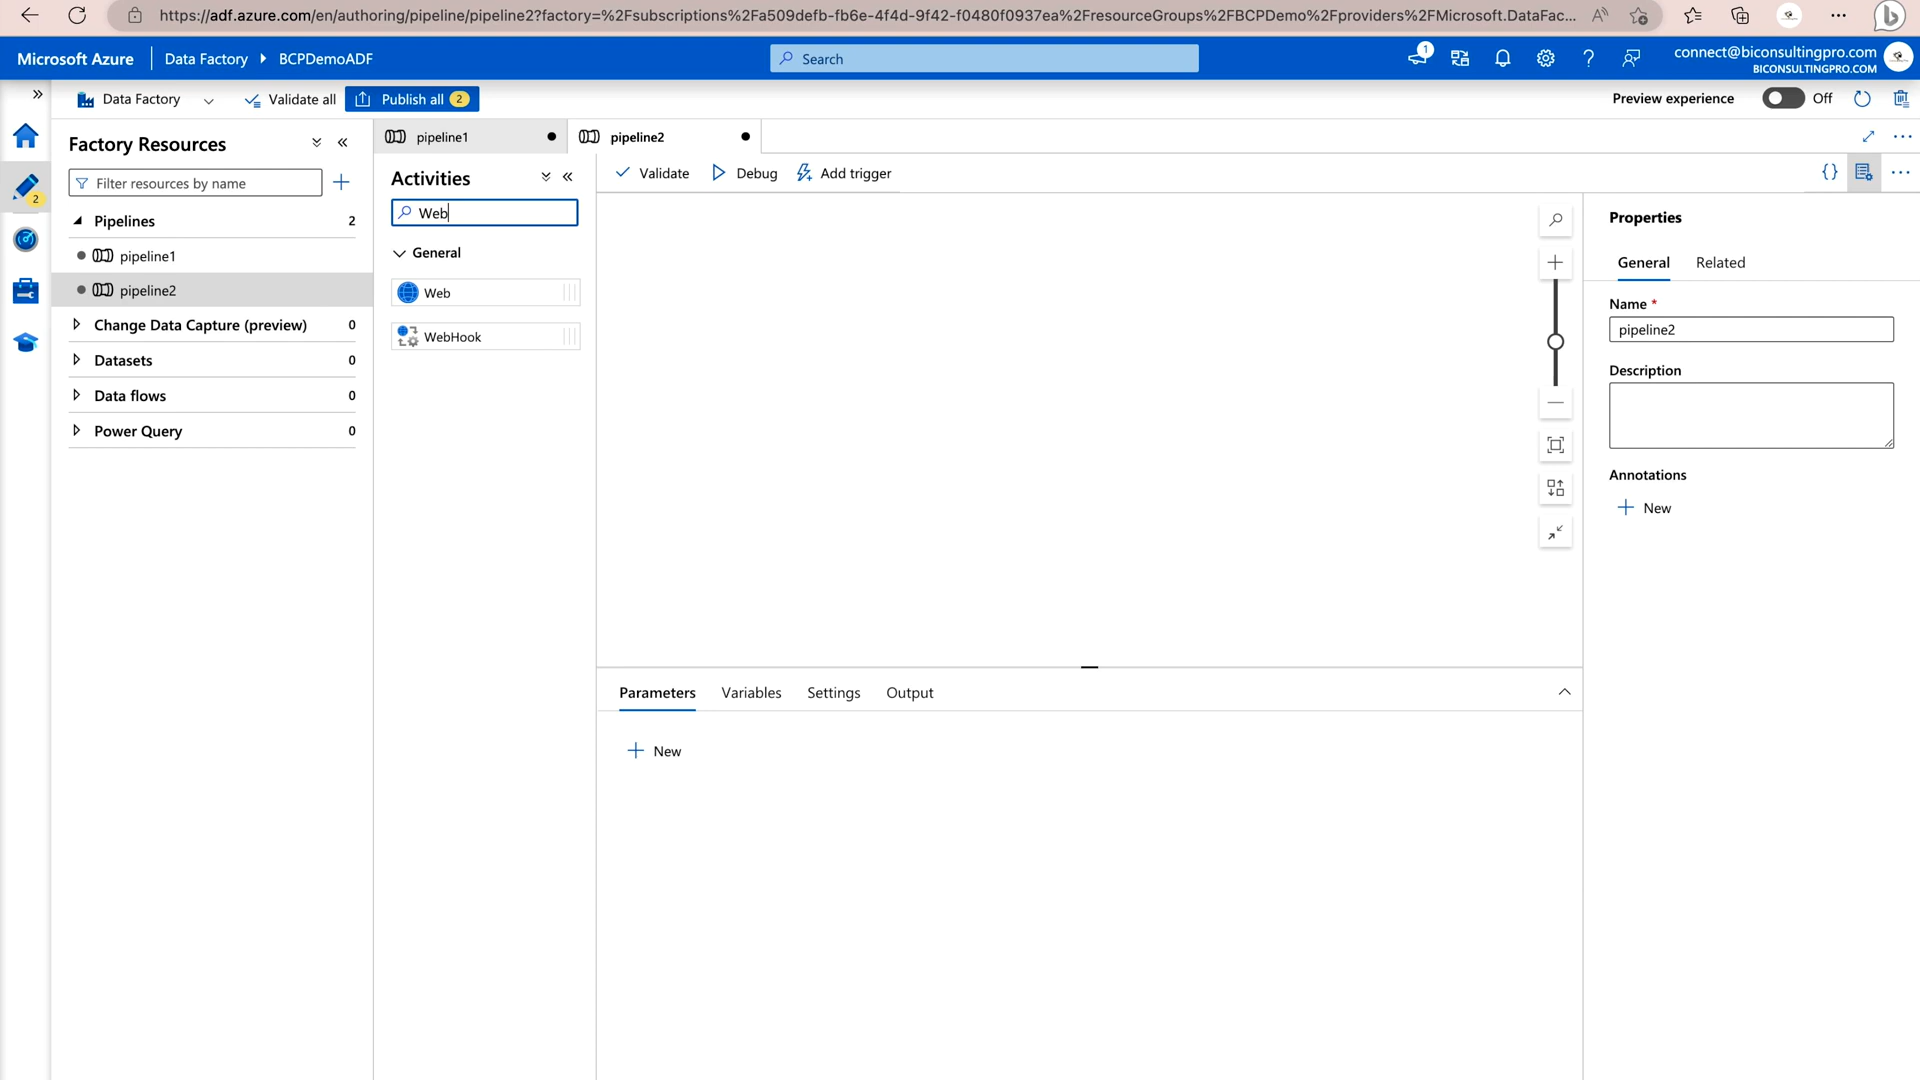 https://adf.azure.com/en/authoring/pipeline/pipeline2?factory=%2Fsubscriptions%2Fa509defb-fb6e-4f4d-9f42-f0480f0937ea%2FresourceGroups%2FBCPDemo%2Fproviders%2FMicrosoft.DataFac...
Microsoft Azure
Data Factory
BCPDemoADF
Search
1
connect@biconsultingpro.com
BICONSULTINGPRO.COM
Data Factory
Validate all
Publish all 2
Preview experience
Off
2
Factory Resources
Filter resources by name
Pipelines 2
pipeline1
pipeline2
Change Data Capture (preview) 0
Datasets 0
Data flows 0
Power Query 0
pipeline1
pipeline2
Activities
Web
General
Web
WebHook
Validate
Debug
Add trigger
Parameters
Variables
Settings
Output
New
Properties
General
Related
Name *
pipeline2
Description
Annotations
New